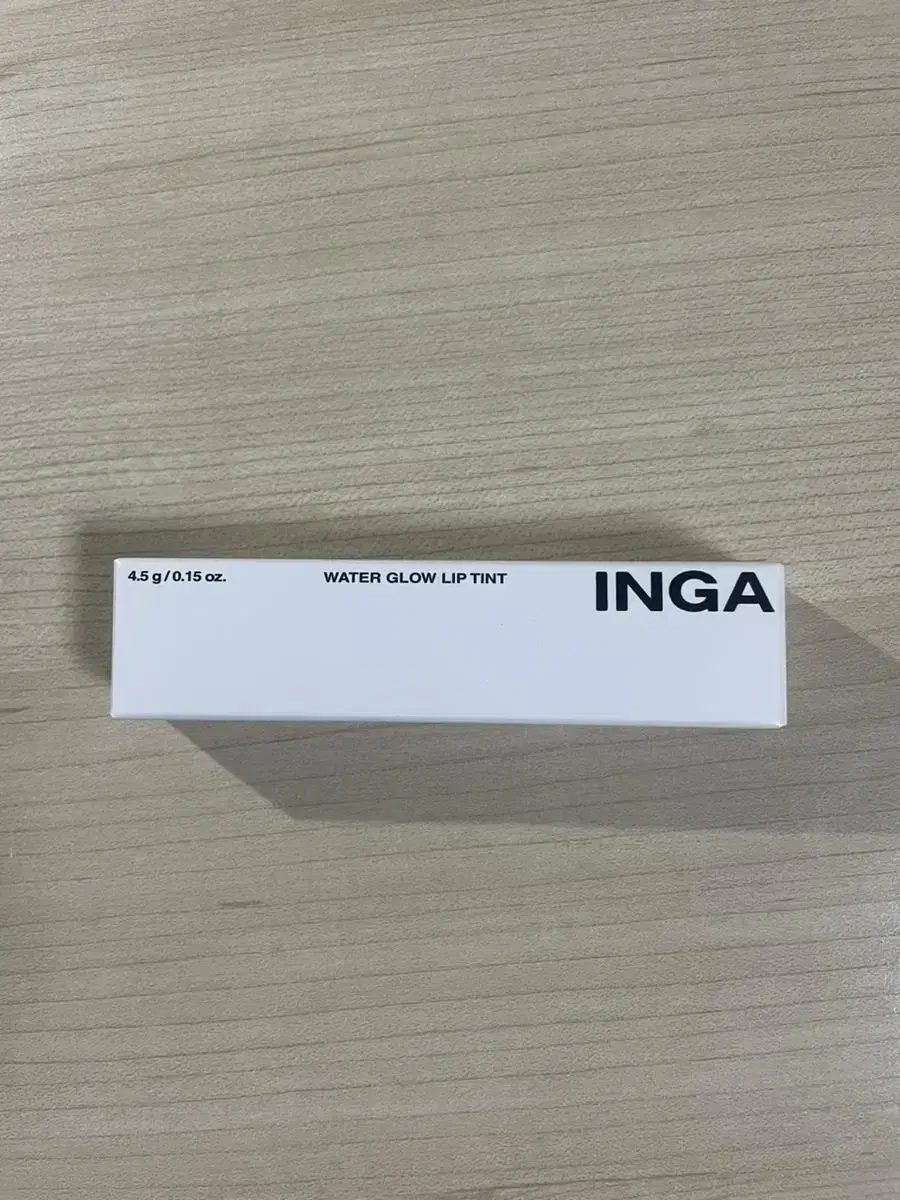 4.5 g / 0.15 oz.
WATER GLOW LIP TINT
INGA